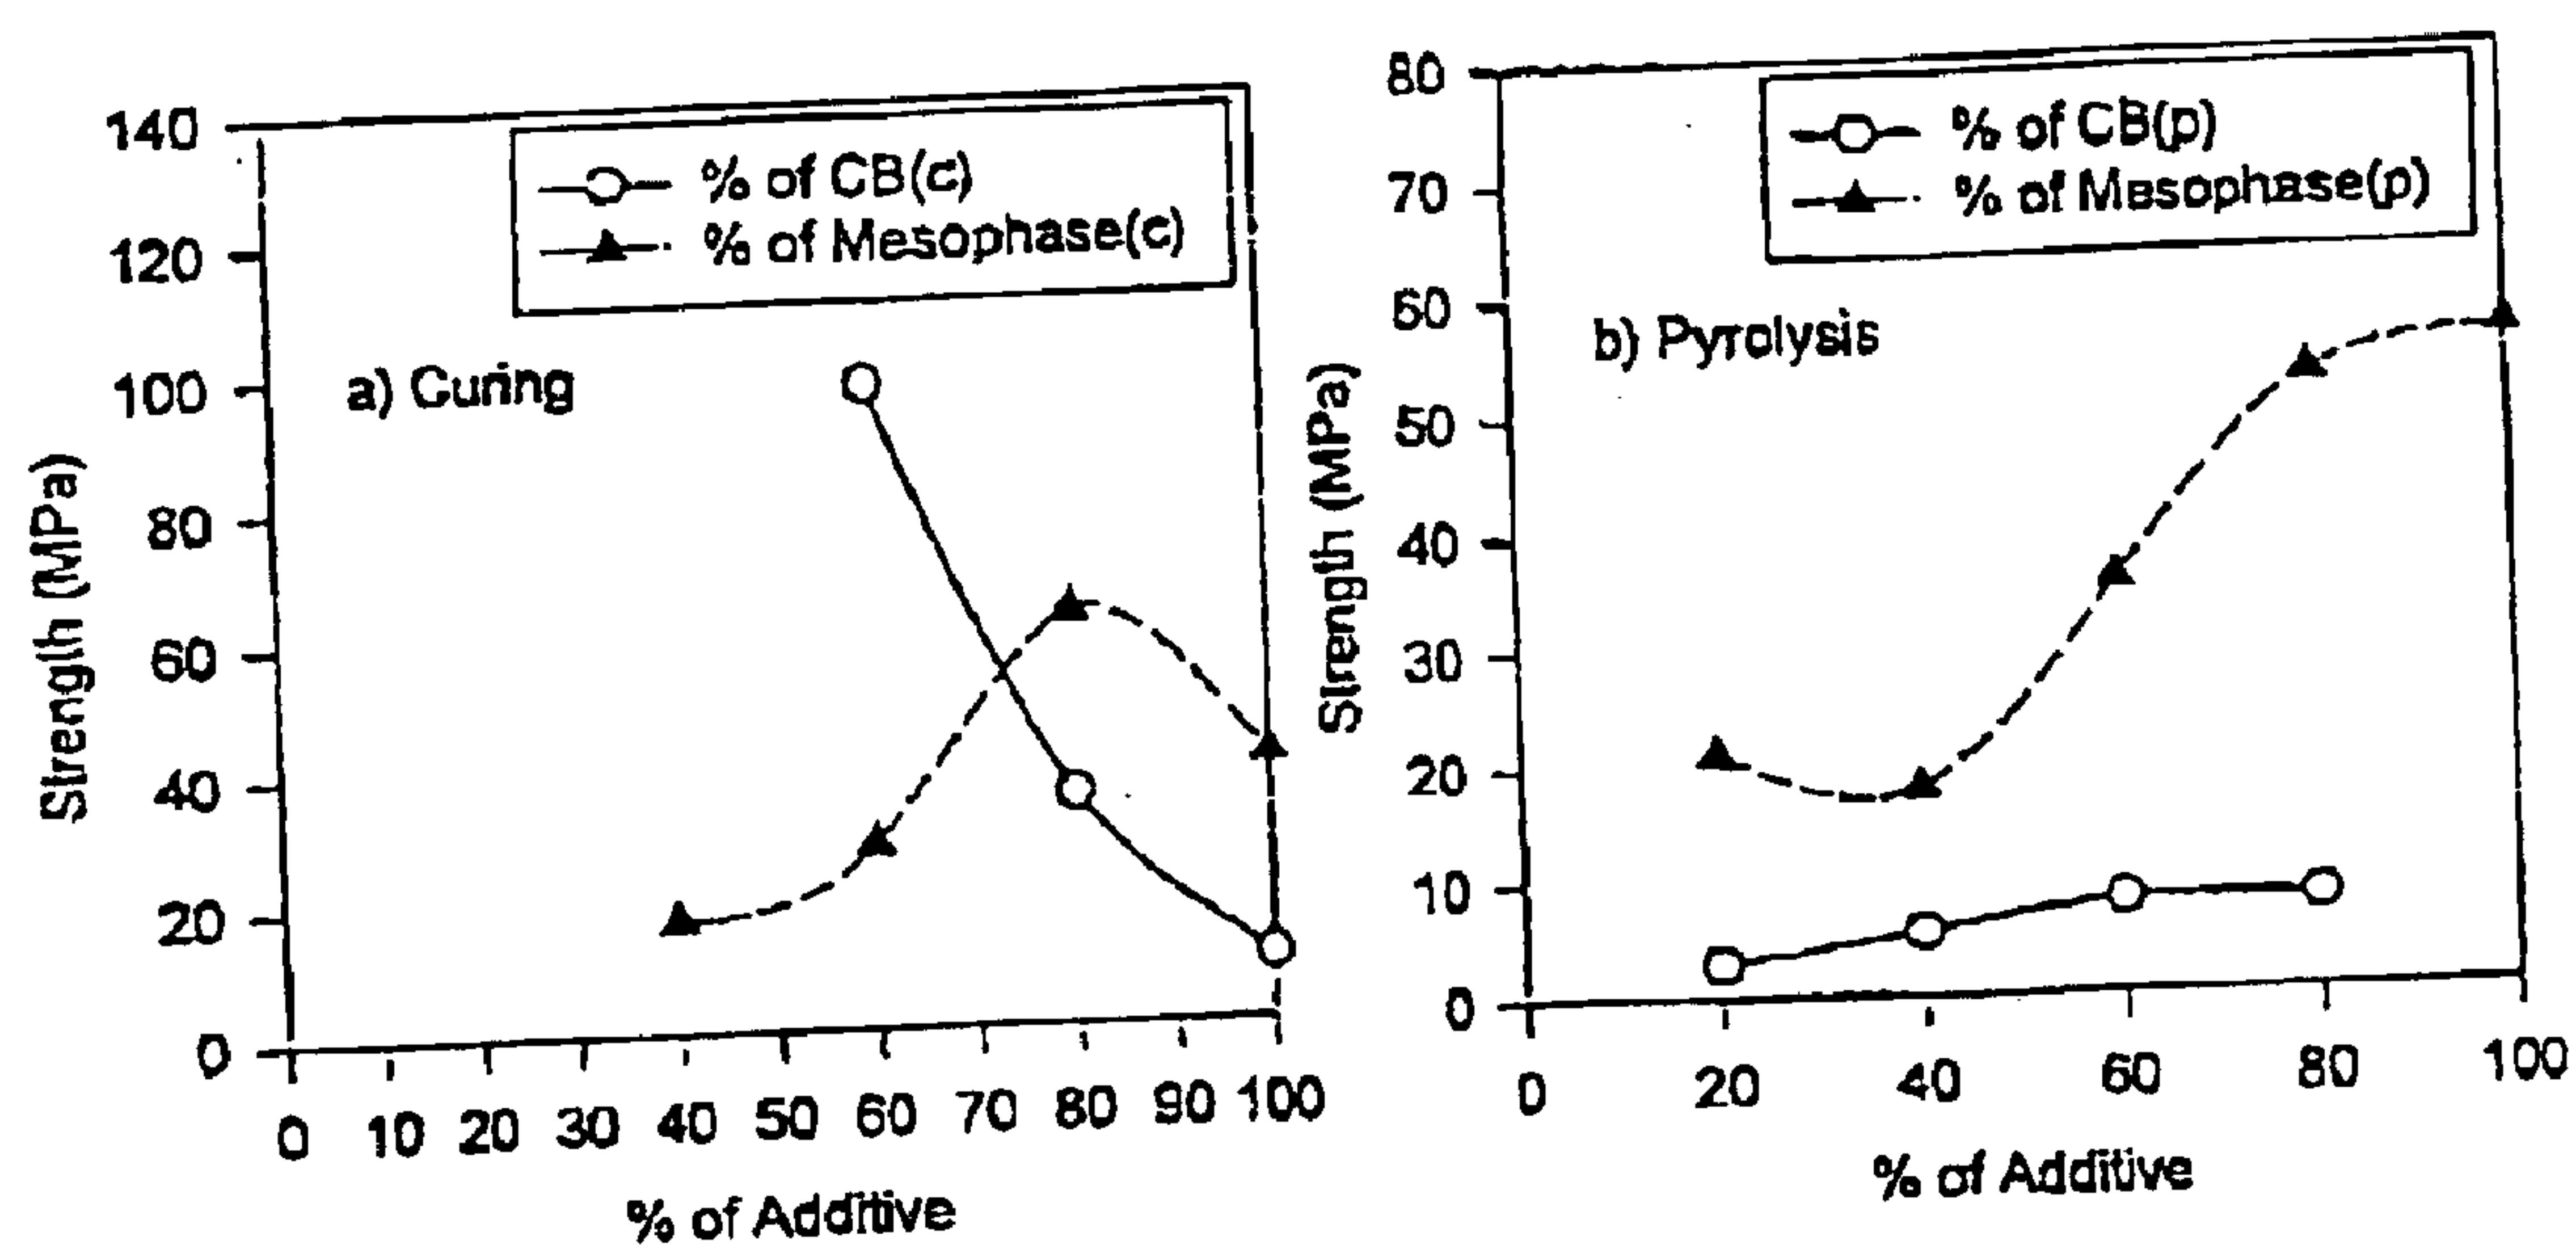 140
120
100
80
60
40
20
0
Strength (MPa)
% of CB(c)
% of Mesophase(c)
a) Curing
0 10 20 30 40 50 60 70 80 90 100
% of Additive
80
70
60
50
40
30
20
10
0
Strength (MPa)
% of CB(p)
% of Mesophase(p)
b) Pyrolysis
0 20 40 60 80 100
% of Additive